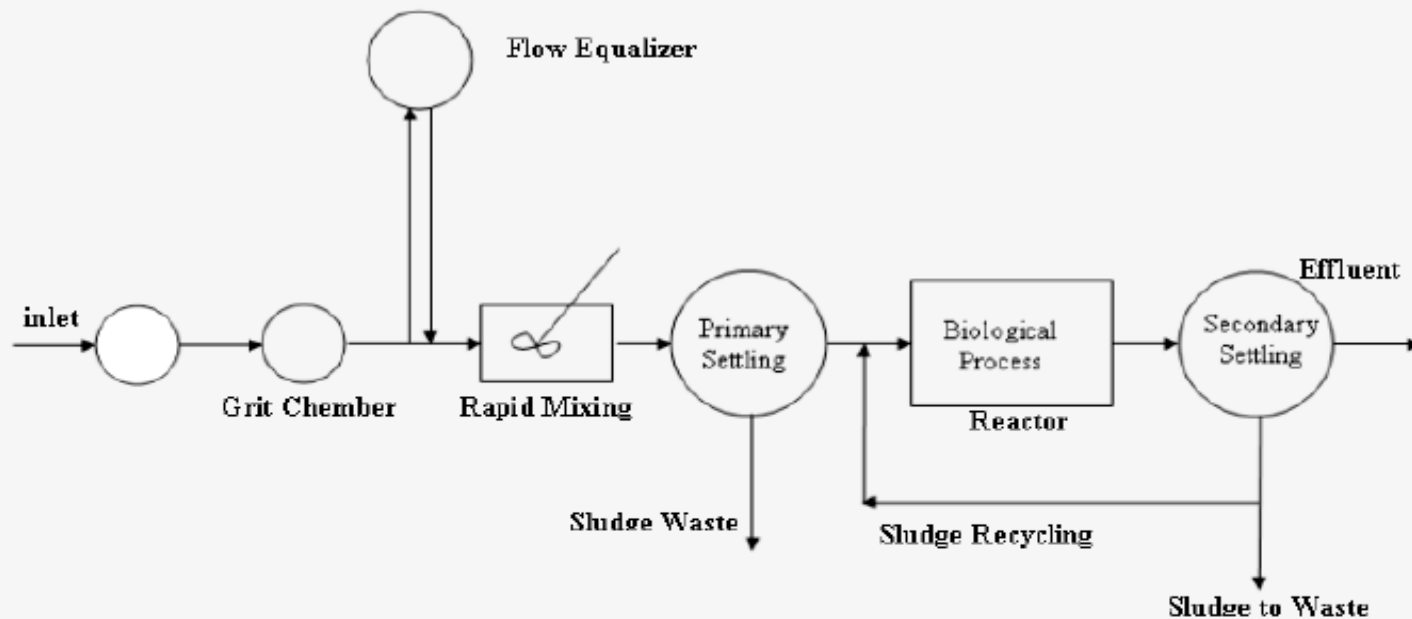 Flow Equalizer
inlet
Grit Chember
Rapid Mixing
Primary
Settling
Biological
Process
Reactor
Secondary
Settling
Effluent
Sludge Waste
Sludge Recycling
Sludge to Waste